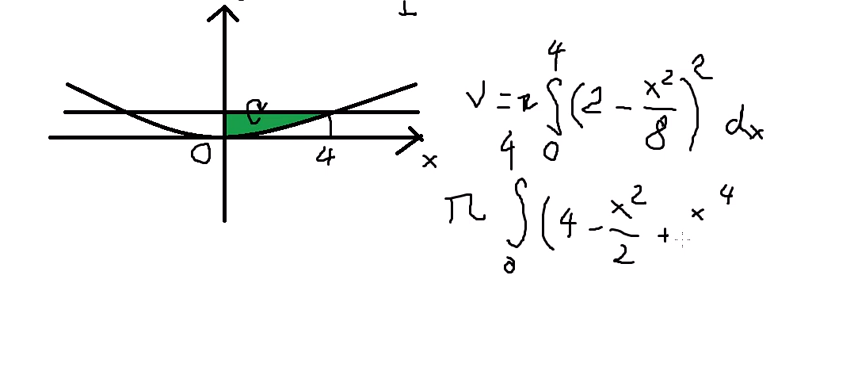 V = π ∫₀⁴ (2 - x²/8)² dx
π ∫₀⁴ (4 - x²/2 + x⁴
0 4 x